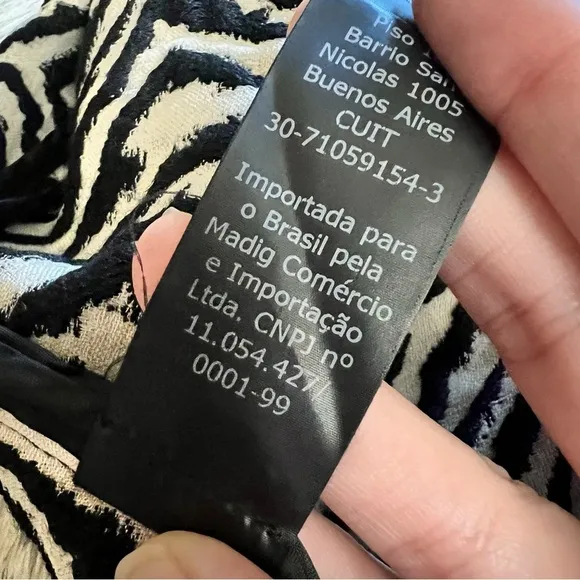 Piso
Barrio San
Nicolas 1005
Buenos Aires
CUIT
30-71059154-3
Importada para
o Brasil pela
Madig Comércio
e Importação
Ltda. CNPJ nº
11.054.427/
0001-99